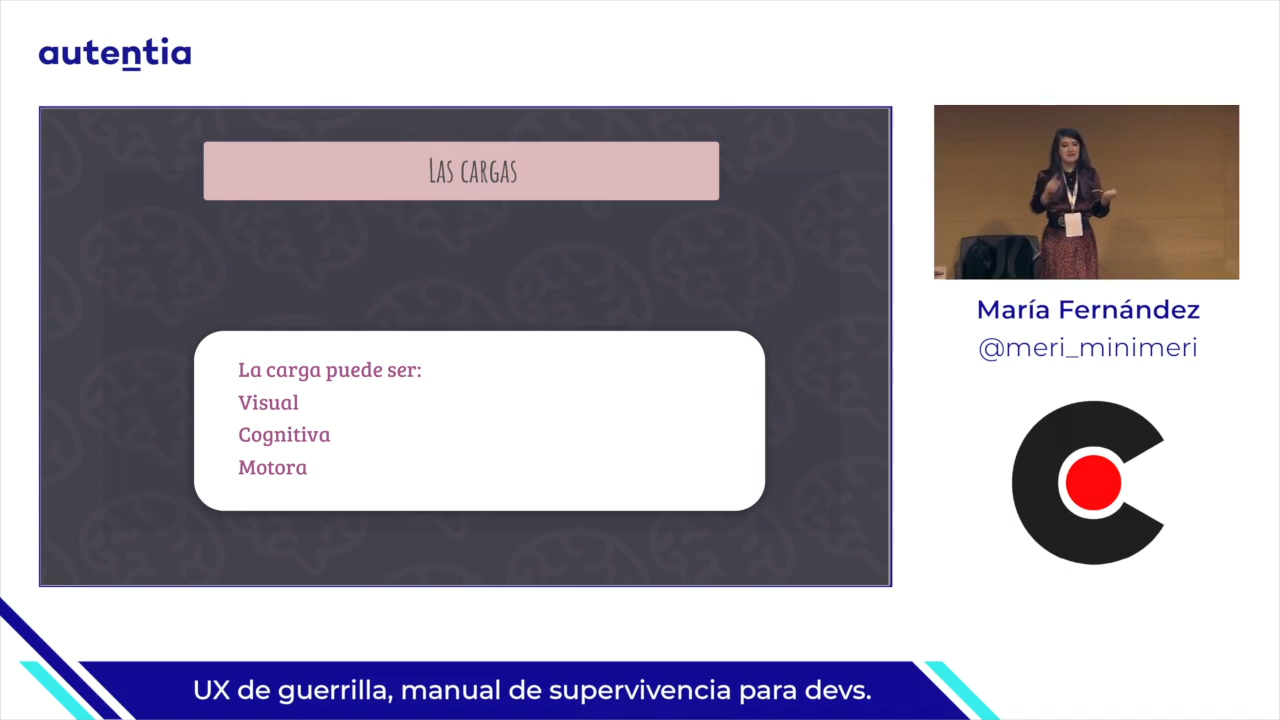 autentia
Las cargas
La carga puede ser:
Visual
Cognitiva
Motora
María Fernández
@meri_minimeri
UX de guerrilla, manual de supervivencia para devs.